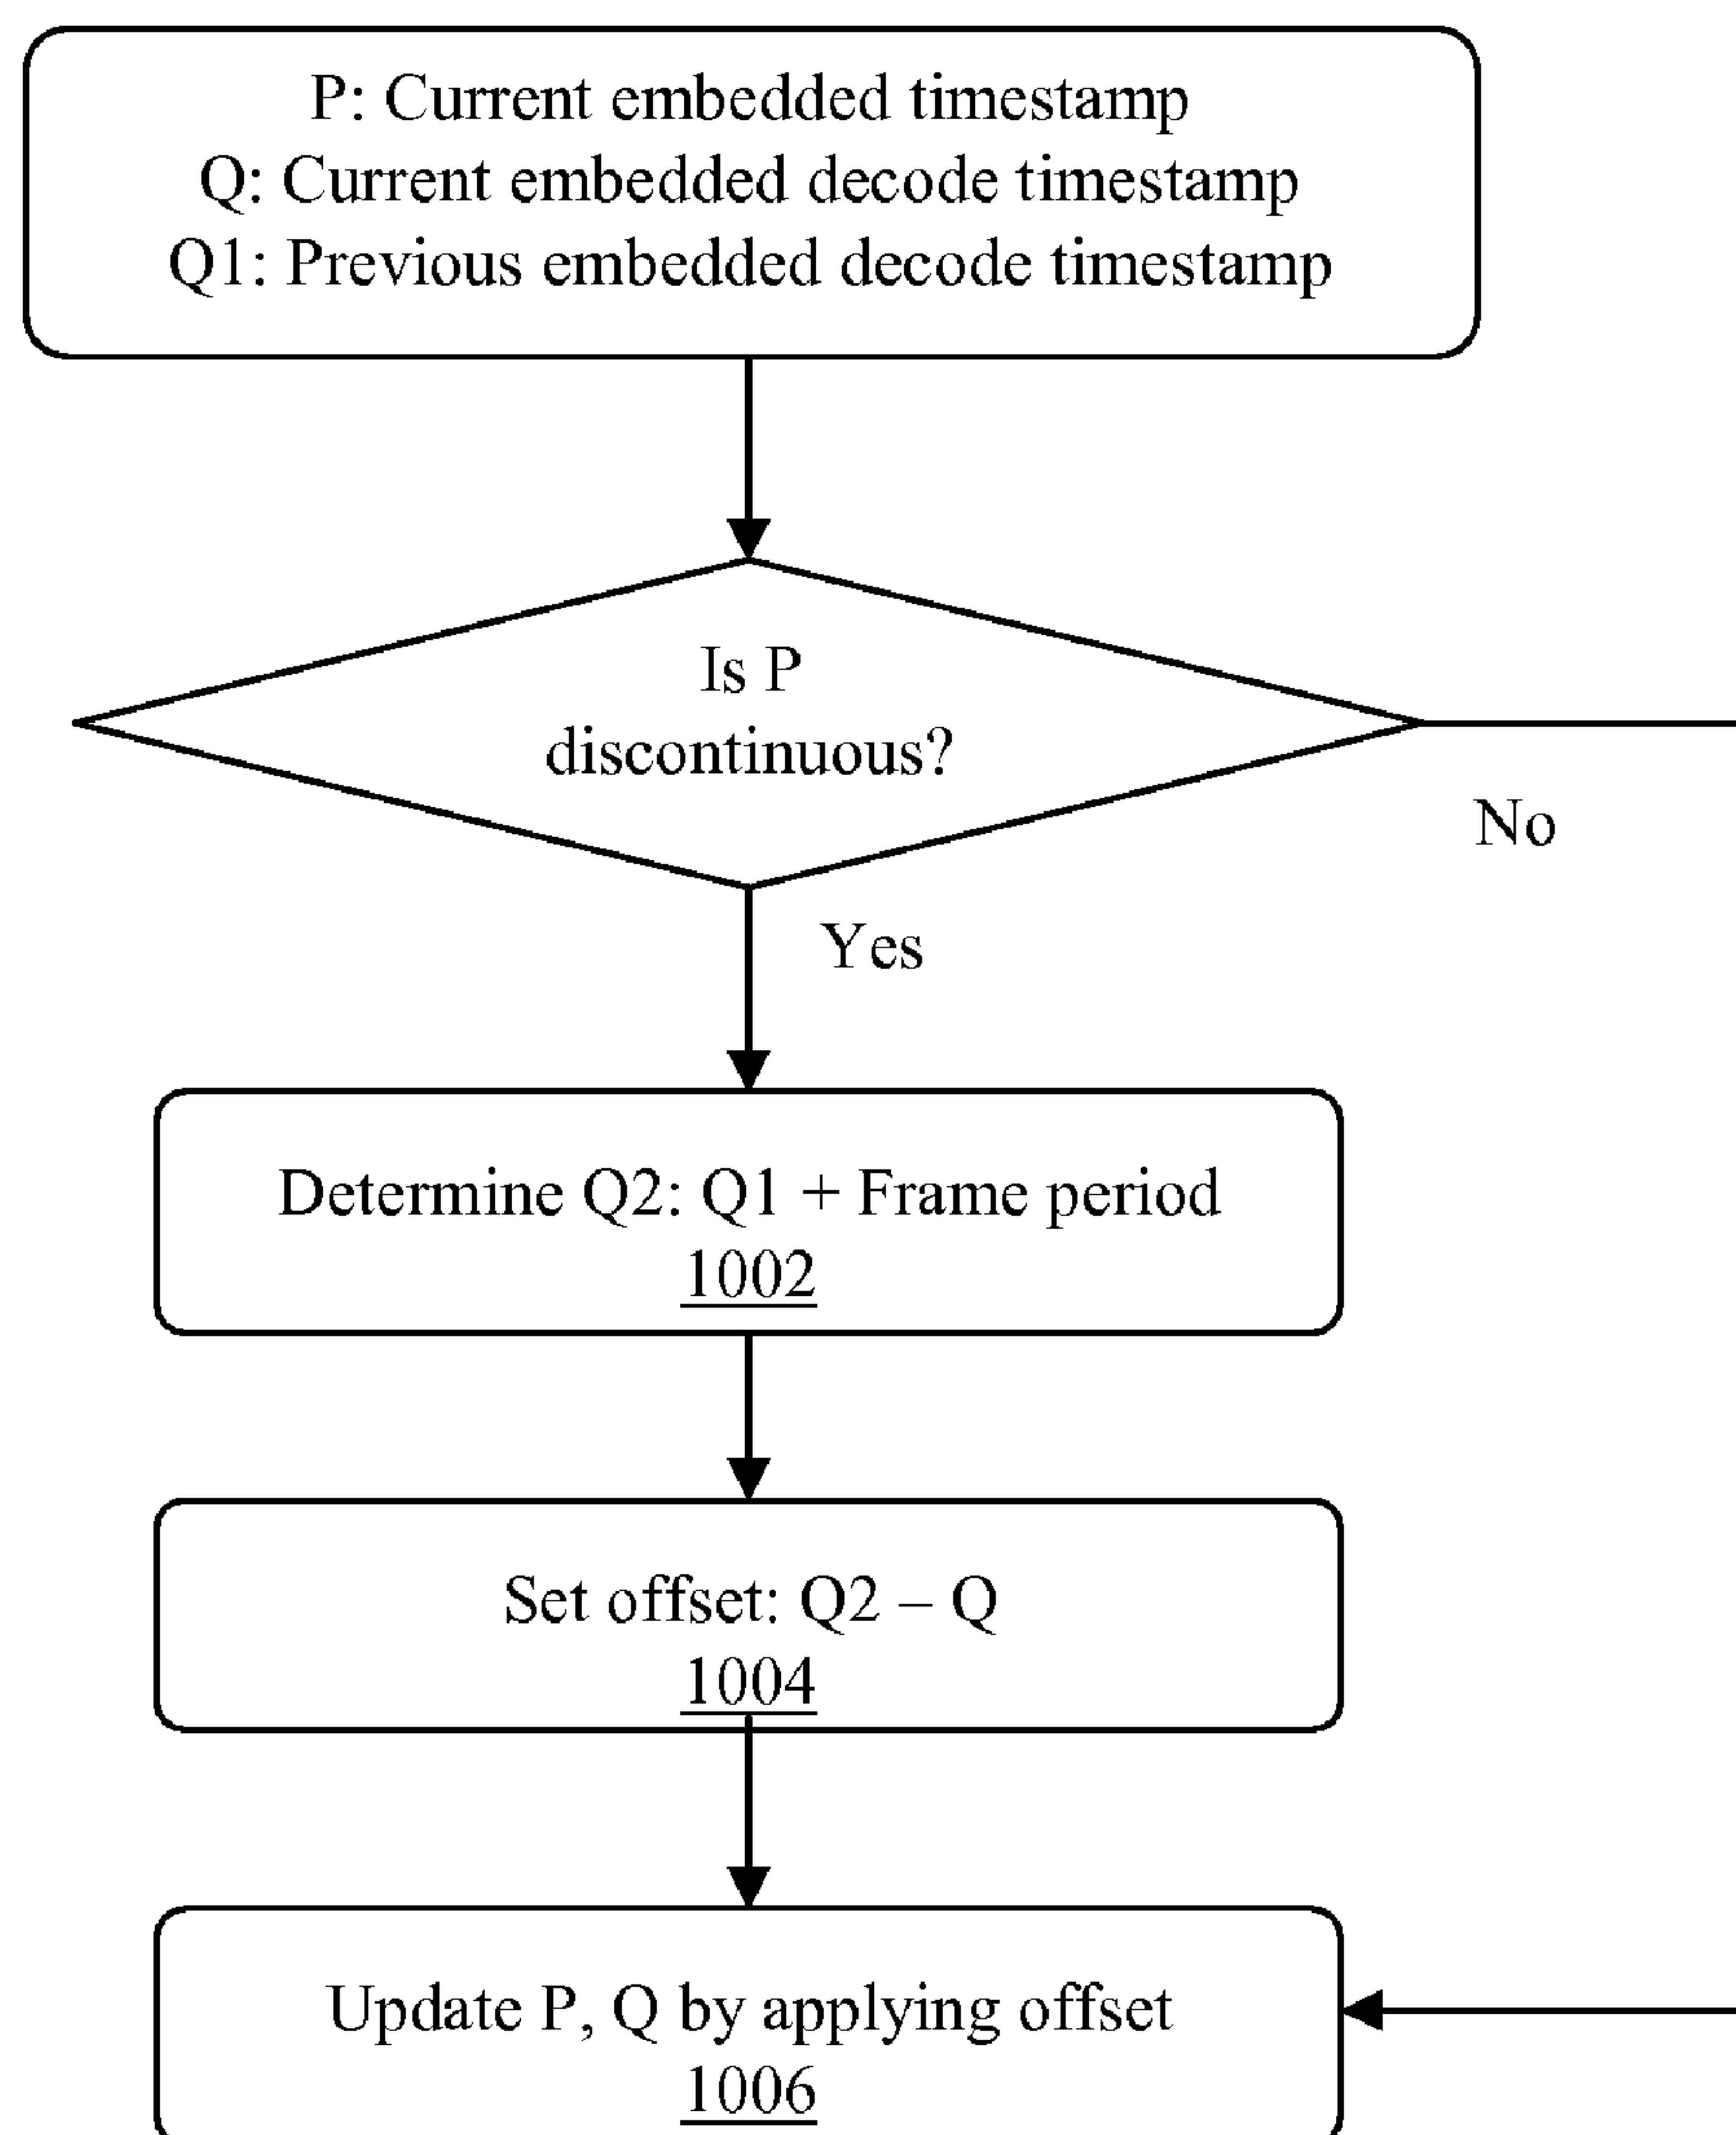 P: Current embedded timestamp
Q: Current embedded decode timestamp
Q1: Previous embedded decode timestamp
Is P
discontinuous?
No
Yes
Determine Q2: Q1 + Frame period
1002
Set offset: Q2 – Q
1004
Update P, Q by applying offset
1006